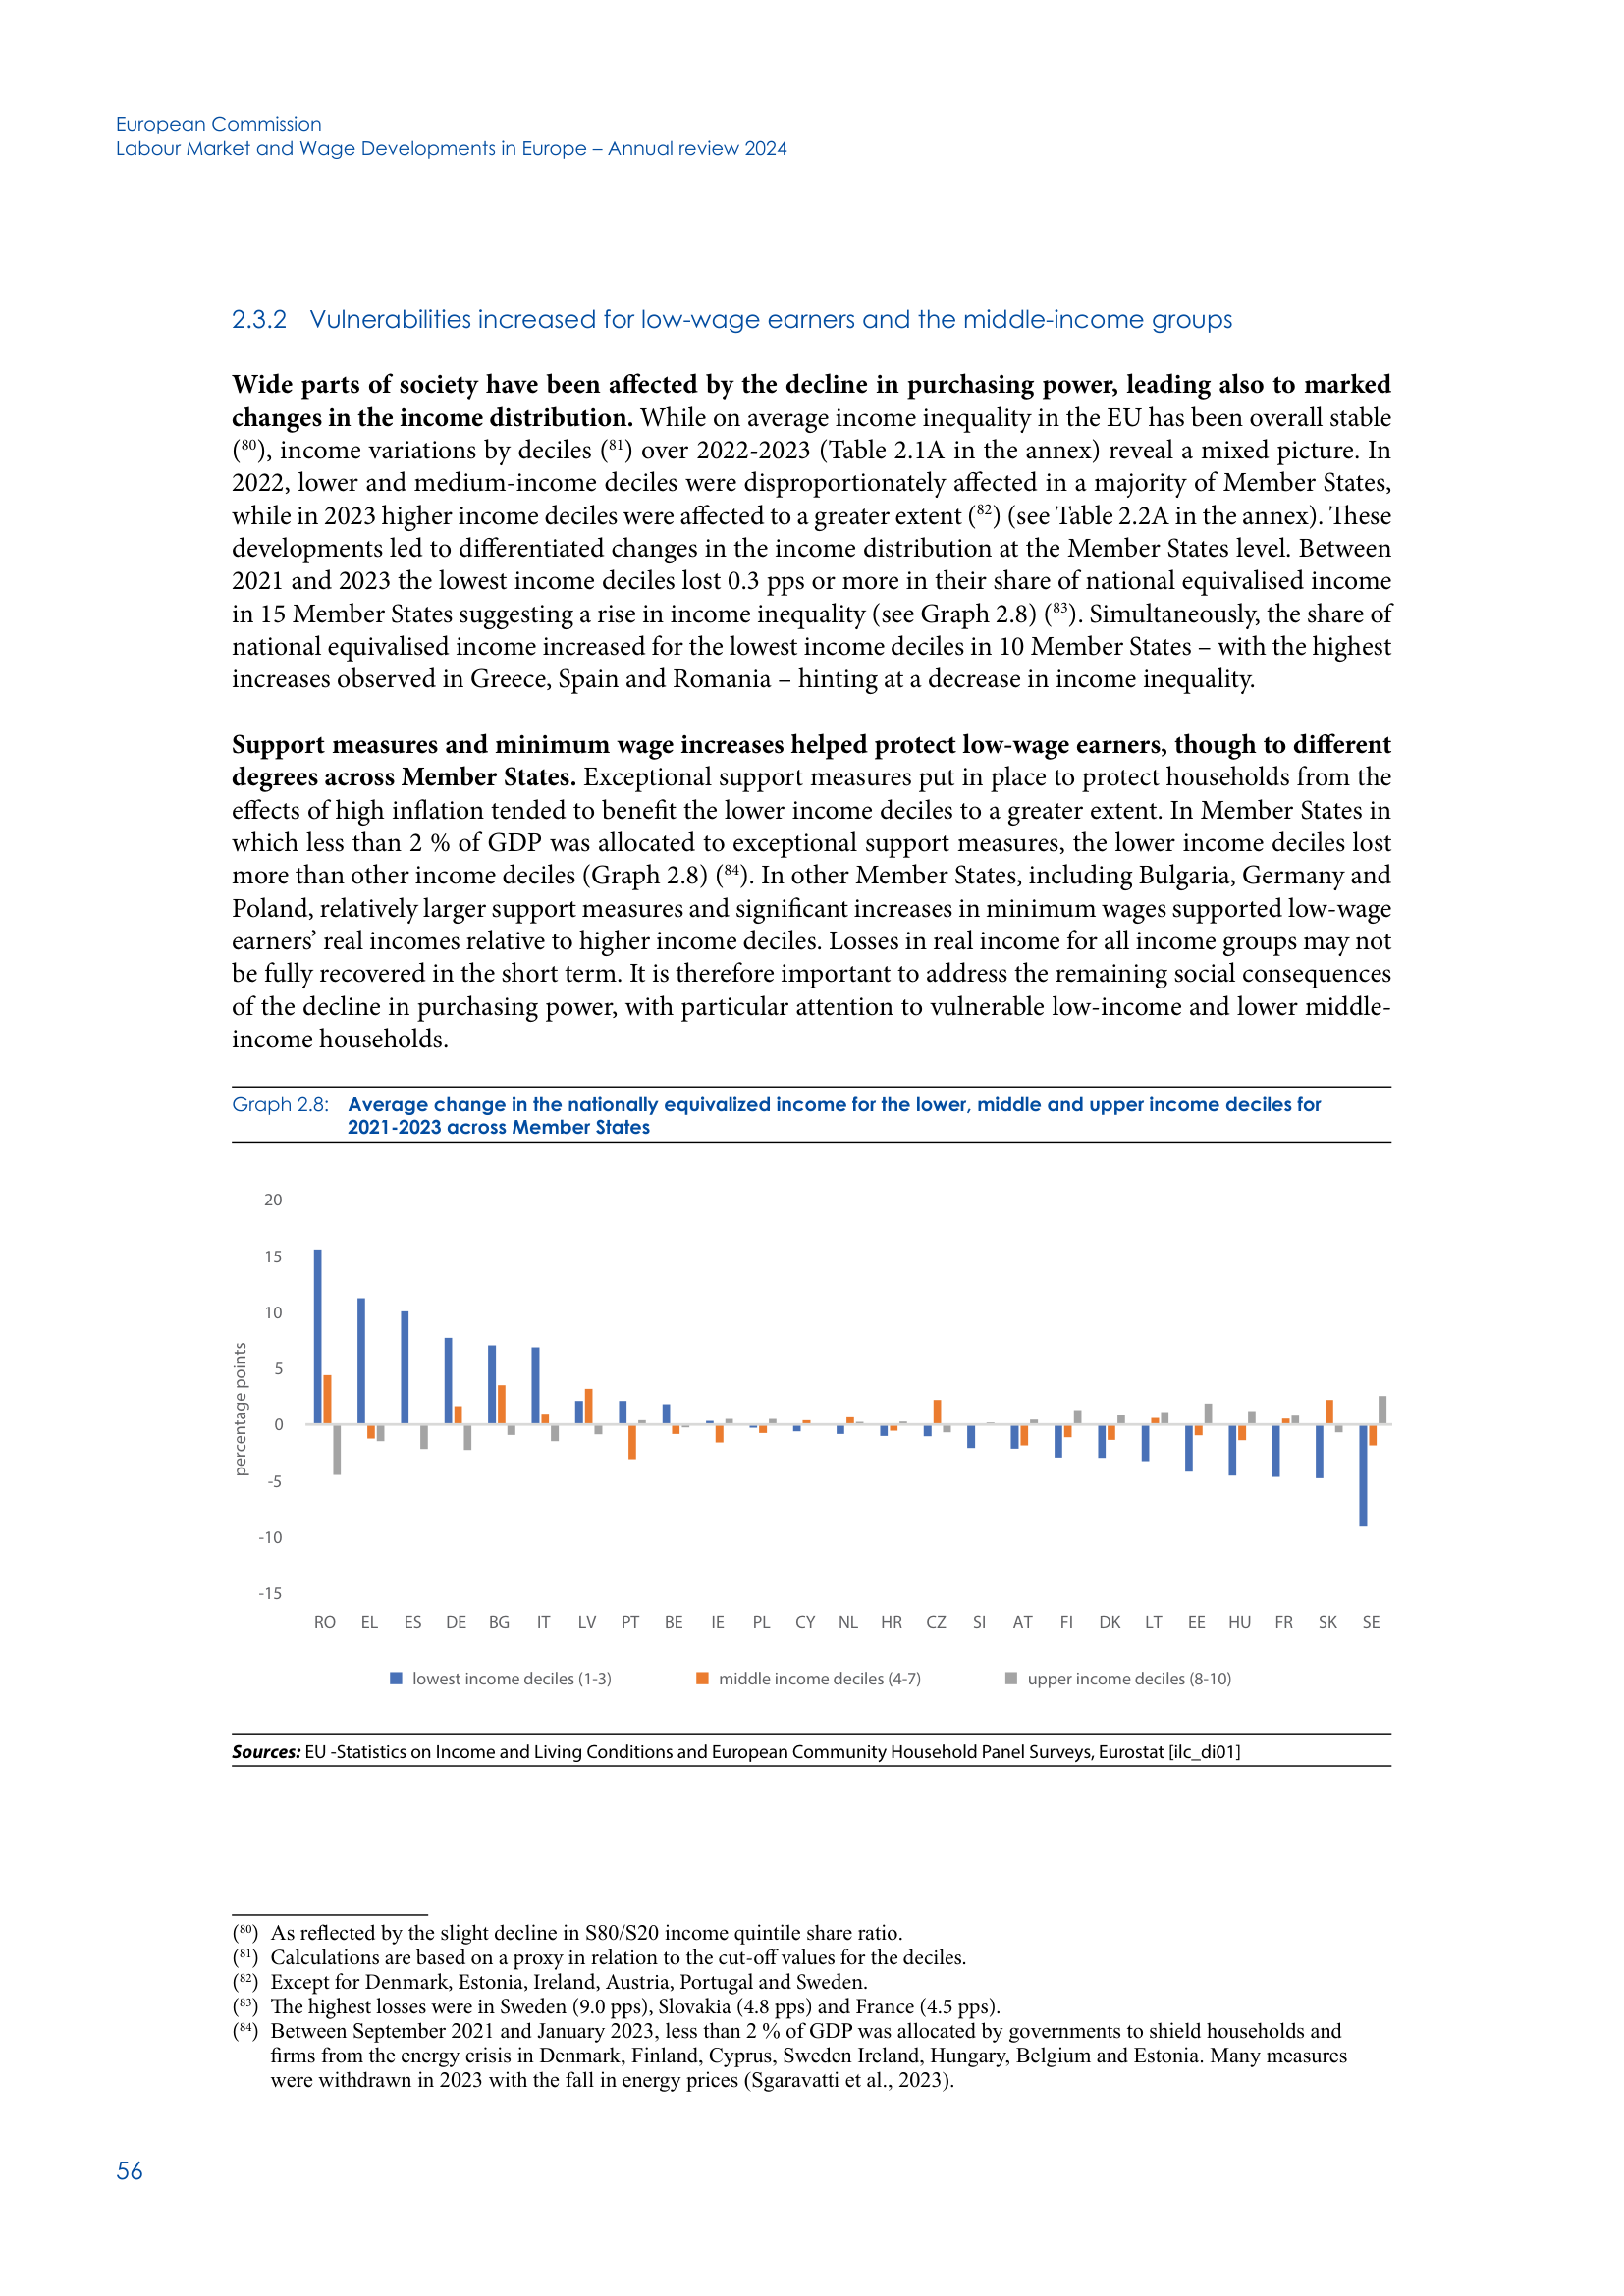 European Commission
Labour Market and Wage Developments in Europe – Annual review 2024
2.3.2 Vulnerabilities increased for low-wage earners and the middle-income groups
Wide parts of society have been affected by the decline in purchasing power, leading also to marked
changes in the income distribution. While on average income inequality in the EU has been overall stable
(⁸⁰), income variations by deciles (⁸¹) over 2022-2023 (Table 2.1A in the annex) reveal a mixed picture. In
2022, lower and medium-income deciles were disproportionately affected in a majority of Member States,
while in 2023 higher income deciles were affected to a greater extent (⁸²) (see Table 2.2A in the annex). These
developments led to differentiated changes in the income distribution at the Member States level. Between
2021 and 2023 the lowest income deciles lost 0.3 pps or more in their share of national equivalised income
in 15 Member States suggesting a rise in income inequality (see Graph 2.8) (⁸³). Simultaneously, the share of
national equivalised income increased for the lowest income deciles in 10 Member States – with the highest
increases observed in Greece, Spain and Romania – hinting at a decrease in income inequality.
Support measures and minimum wage increases helped protect low-wage earners, though to different
degrees across Member States. Exceptional support measures put in place to protect households from the
effects of high inflation tended to benefit the lower income deciles to a greater extent. In Member States in
which less than 2 % of GDP was allocated to exceptional support measures, the lower income deciles lost
more than other income deciles (Graph 2.8) (⁸⁴). In other Member States, including Bulgaria, Germany and
Poland, relatively larger support measures and significant increases in minimum wages supported low-wage
earners’ real incomes relative to higher income deciles. Losses in real income for all income groups may not
be fully recovered in the short term. It is therefore important to address the remaining social consequences
of the decline in purchasing power, with particular attention to vulnerable low-income and lower middle-
income households.
Graph 2.8: Average change in the nationally equivalized income for the lower, middle and upper income deciles for
2021-2023 across Member States
percentage points
20
15
10
5
0
-5
-10
-15
RO EL ES DE BG IT LV PT BE IE PL CY NL HR CZ SI AT FI DK LT EE HU FR SK SE
lowest income deciles (1-3) middle income deciles (4-7) upper income deciles (8-10)
Sources: EU -Statistics on Income and Living Conditions and European Community Household Panel Surveys, Eurostat [ilc_di01]
(⁸⁰) As reflected by the slight decline in S80/S20 income quintile share ratio.
(⁸¹) Calculations are based on a proxy in relation to the cut-off values for the deciles.
(⁸²) Except for Denmark, Estonia, Ireland, Austria, Portugal and Sweden.
(⁸³) The highest losses were in Sweden (9.0 pps), Slovakia (4.8 pps) and France (4.5 pps).
(⁸⁴) Between September 2021 and January 2023, less than 2 % of GDP was allocated by governments to shield households and
firms from the energy crisis in Denmark, Finland, Cyprus, Sweden Ireland, Hungary, Belgium and Estonia. Many measures
were withdrawn in 2023 with the fall in energy prices (Sgaravatti et al., 2023).
56